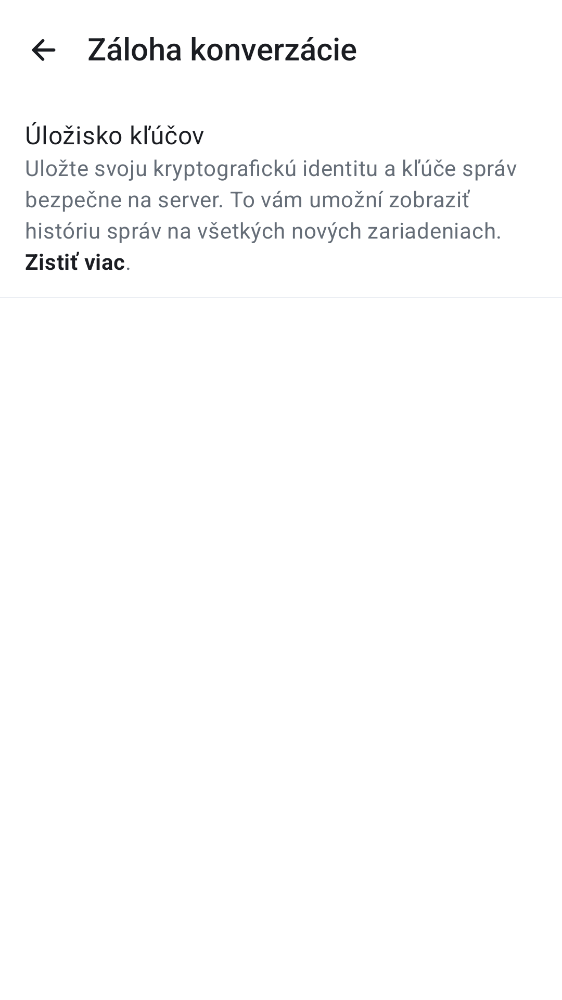 Záloha konverzácie
Úložisko kľúčov
Uložte svoju kryptografickú identitu a kľúče správ
bezpečne na server. To vám umožní zobraziť
históriu správ na všetkých nových zariadeniach.
Zistiť viac.